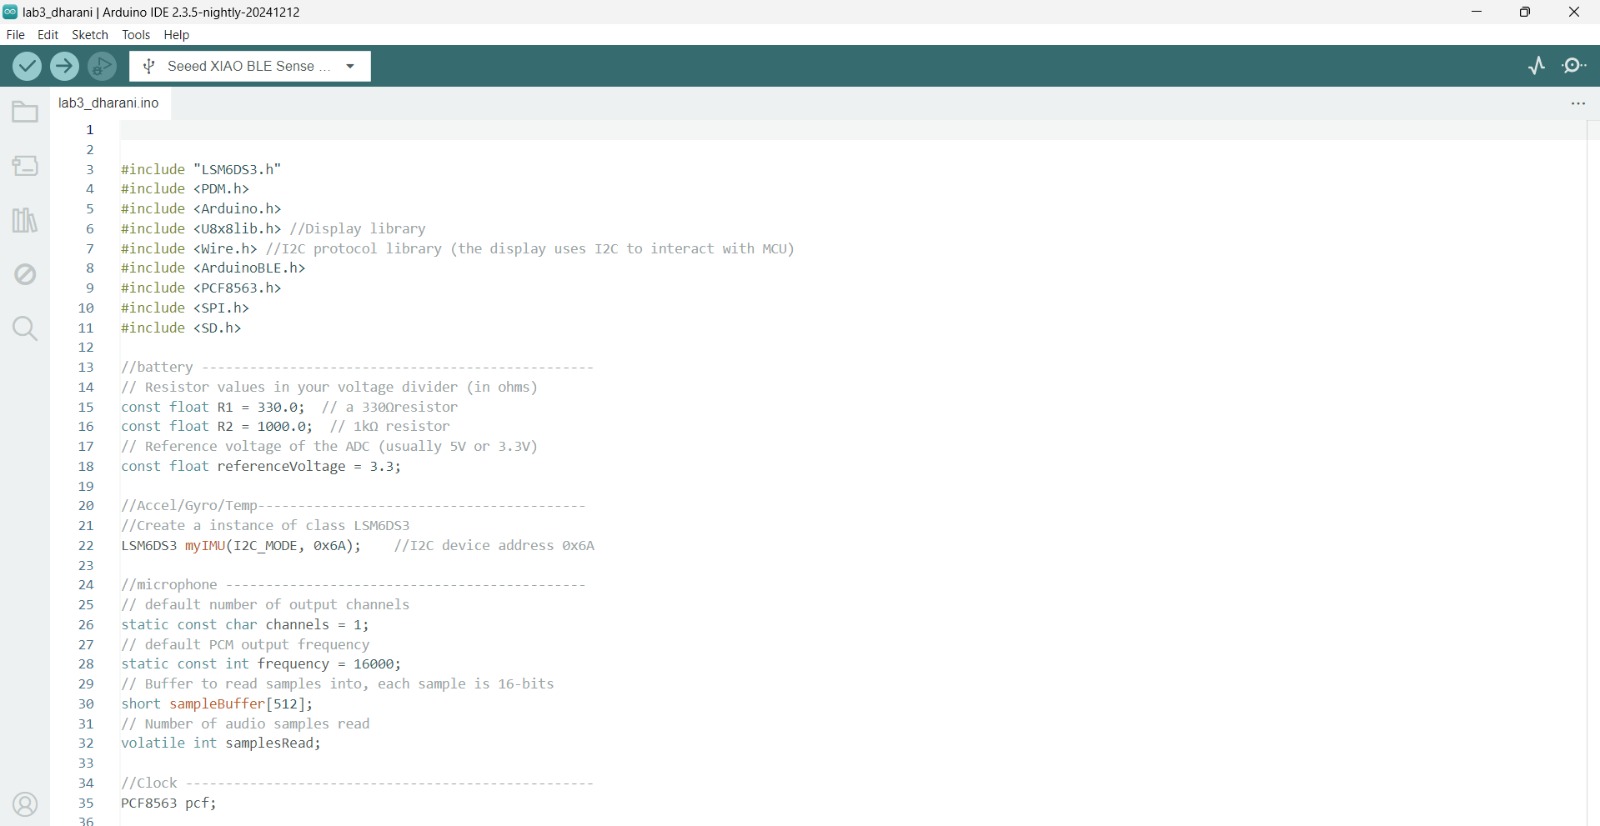 lab3_dharani | Arduino IDE 2.3.5-nightly-20241212
File Edit Sketch Tools Help
Seeed XIAO BLE Sense ...
lab3_dharani.ino
1
2
3 #include "LSM6DS3.h"
4 #include <PDM.h>
5 #include <Arduino.h>
6 #include <U8x8lib.h> //Display library
7 #include <Wire.h> //I2C protocol library (the display uses I2C to interact with MCU)
8 #include <ArduinoBLE.h>
9 #include <PCF8563.h>
10 #include <SPI.h>
11 #include <SD.h>
12
13 //battery -------------------------------------------------
14 // Resistor values in your voltage divider (in ohms)
15 const float R1 = 330.0; // a 330Ωresistor
16 const float R2 = 1000.0; // 1kΩ resistor
17 // Reference voltage of the ADC (usually 5V or 3.3V)
18 const float referenceVoltage = 3.3;
19
20 //Accel/Gyro/Temp-----------------------------------------
21 //Create a instance of class LSM6DS3
22 LSM6DS3 myIMU(I2C_MODE, 0x6A); //I2C device address 0x6A
23
24 //microphone ---------------------------------------------
25 // default number of output channels
26 static const char channels = 1;
27 // default PCM output frequency
28 static const int frequency = 16000;
29 // Buffer to read samples into, each sample is 16-bits
30 short sampleBuffer[512];
31 // Number of audio samples read
32 volatile int samplesRead;
33
34 //Clock ---------------------------------------------------
35 PCF8563 pcf;
36